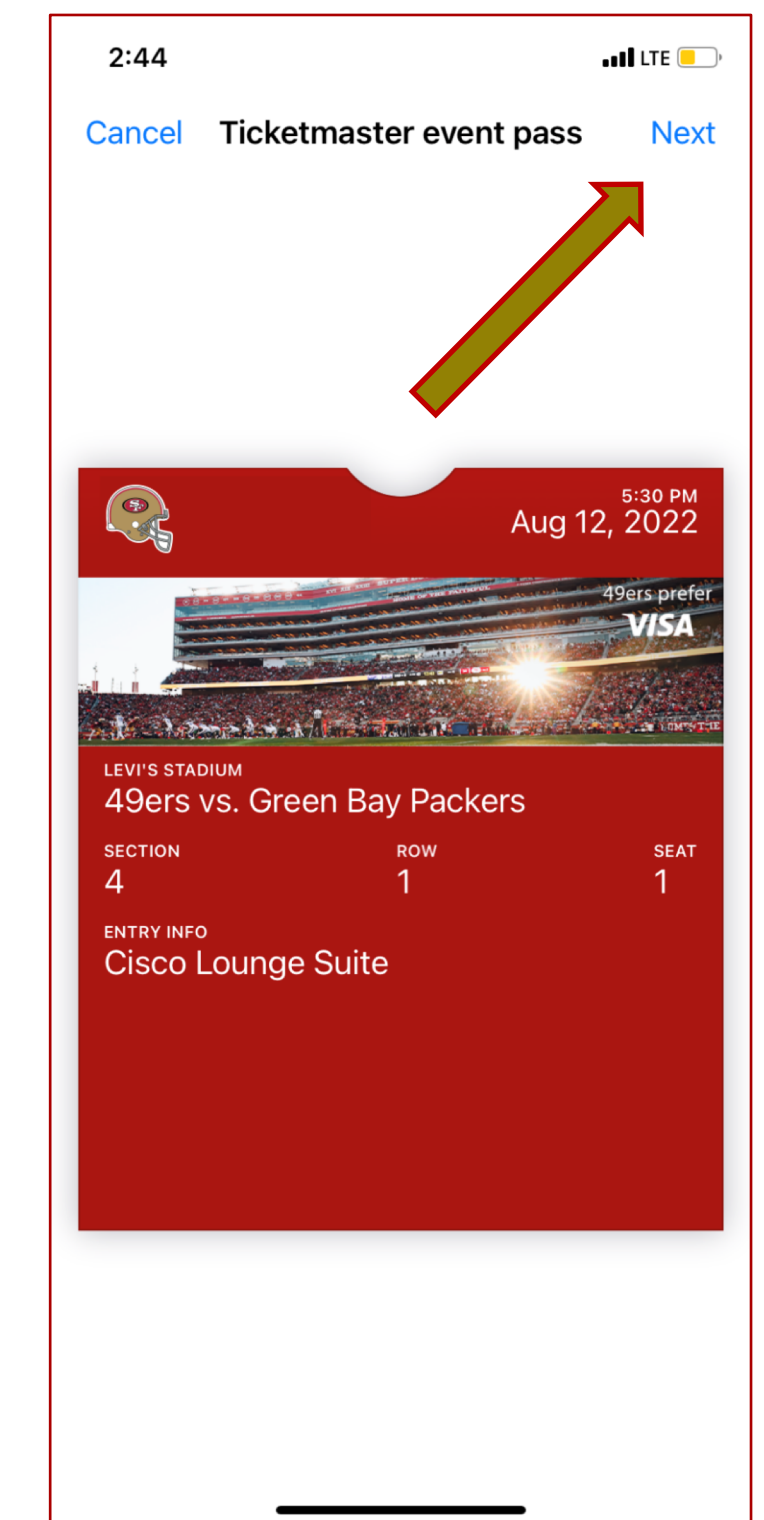 2:44 LTE
Cancel Ticketmaster event pass Next
5:30 PM
Aug 12, 2022
49ers prefer
VISA
LEVI'S STADIUM
49ers vs. Green Bay Packers
SECTION ROW SEAT
4 1 1
ENTRY INFO
Cisco Lounge Suite